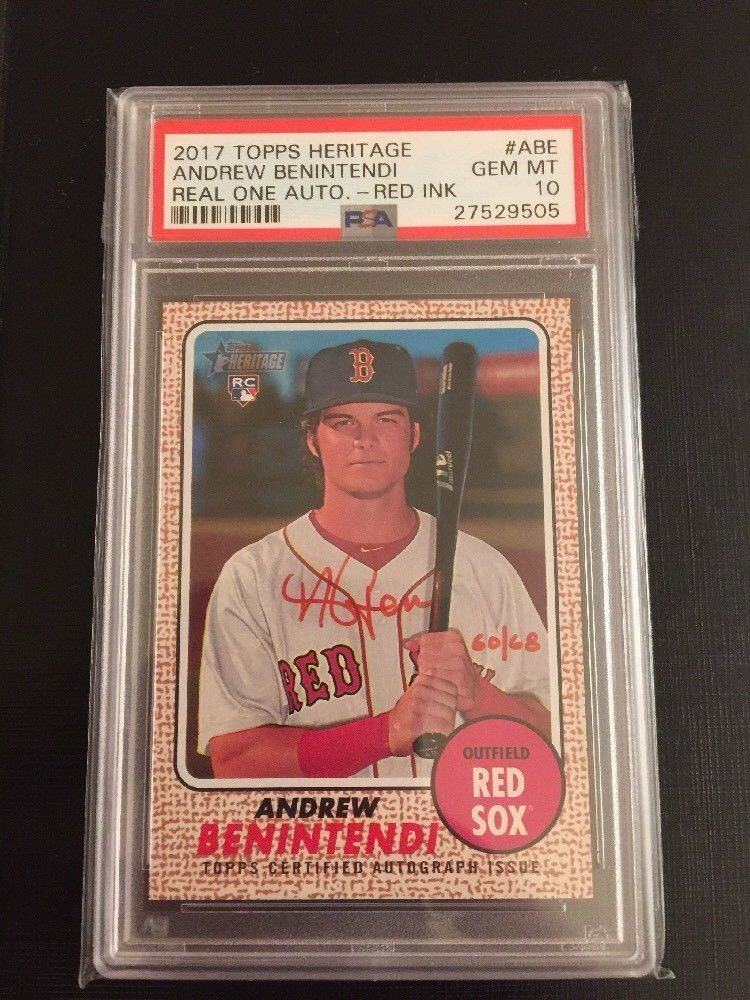 2017 TOPPS HERITAGE #ABE
ANDREW BENINTENDI GEM MT
REAL ONE AUTO. - RED INK 10
PSA 27529505
Topps
HERITAGE
RC
B
60/68
RED
OUTFIELD
RED
SOX
ANDREW
BENINTENDI
TOPPS CERTIFIED AUTOGRAPH ISSUE